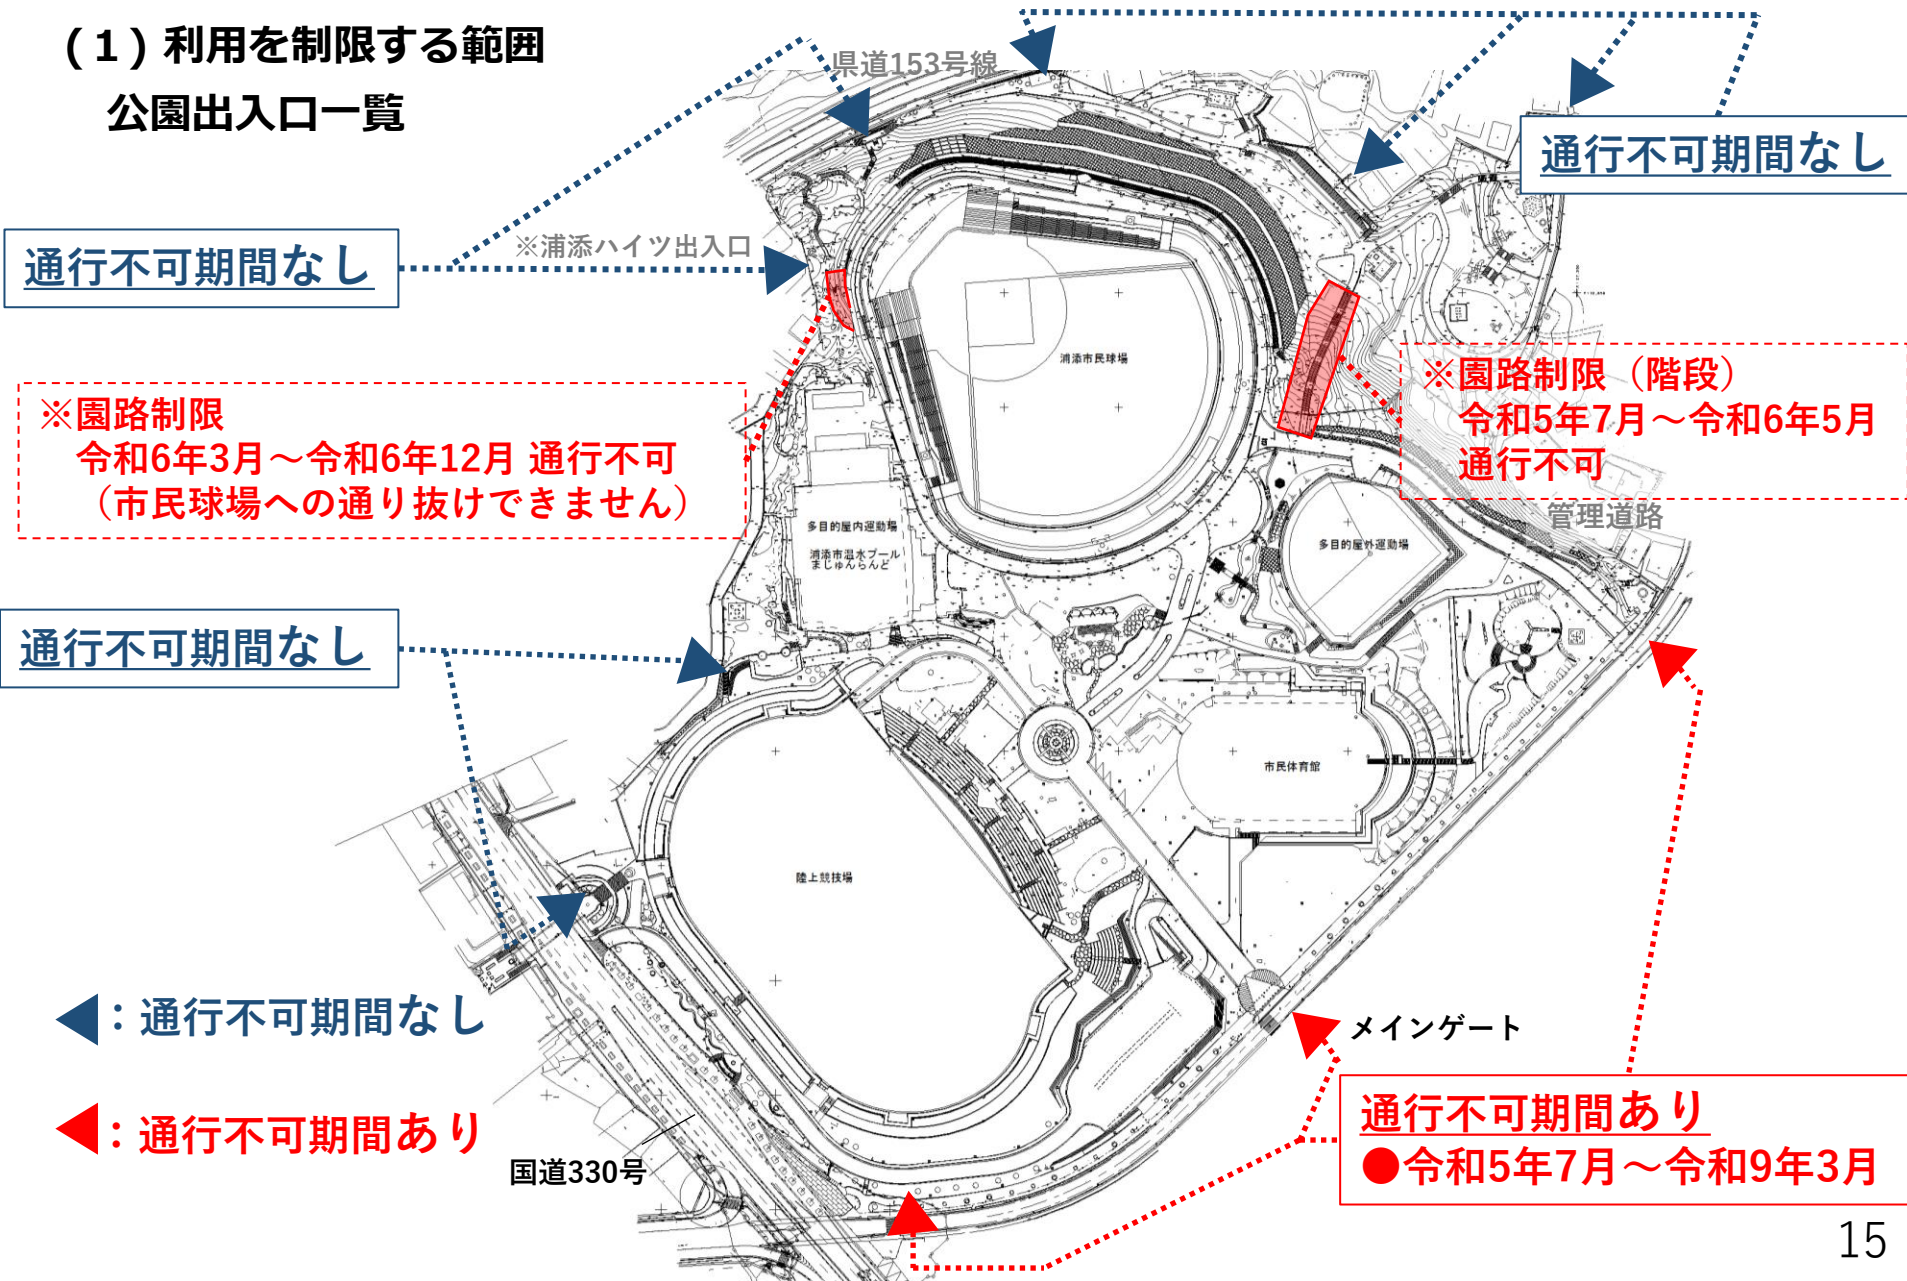 （１）利用を制限する範囲
公園出入口一覧
県道153号線
通行不可期間なし
※浦添ハイツ出入口
通行不可期間なし
浦添市民球場
※園路制限（階段）
令和5年7月～令和6年5月
通行不可
※園路制限
令和6年3月～令和6年12月 通行不可
（市民球場への通り抜けできません）
管理道路
多目的屋内運動場
浦添市温水プール
まじゅんらんど
多目的屋外運動場
通行不可期間なし
市民体育館
陸上競技場
：通行不可期間なし
メインゲート
：通行不可期間あり
国道330号
通行不可期間あり
●令和5年7月～令和9年3月
15